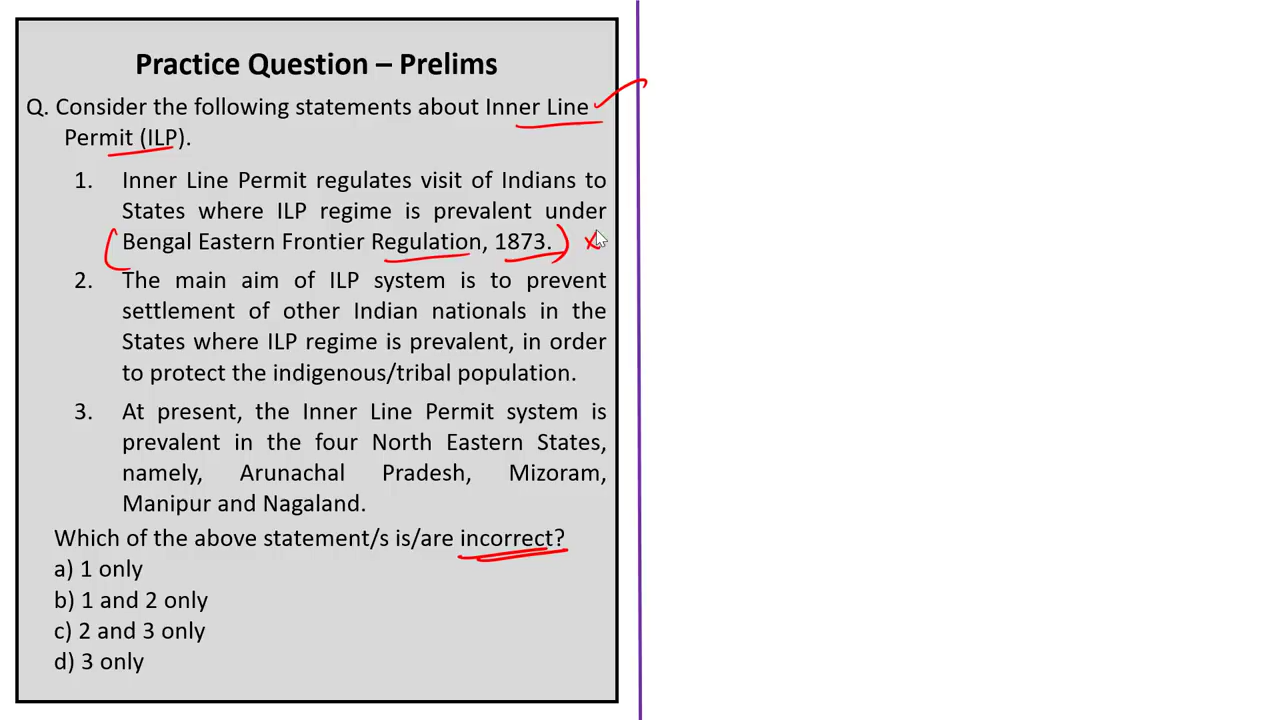 Practice Question – Prelims
Q. Consider the following statements about Inner Line
Permit (ILP).
1. Inner Line Permit regulates visit of Indians to
States where ILP regime is prevalent under
Bengal Eastern Frontier Regulation, 1873.
2. The main aim of ILP system is to prevent
settlement of other Indian nationals in the
States where ILP regime is prevalent, in order
to protect the indigenous/tribal population.
3. At present, the Inner Line Permit system is
prevalent in the four North Eastern States,
namely, Arunachal Pradesh, Mizoram,
Manipur and Nagaland.
Which of the above statement/s is/are incorrect?
a) 1 only
b) 1 and 2 only
c) 2 and 3 only
d) 3 only